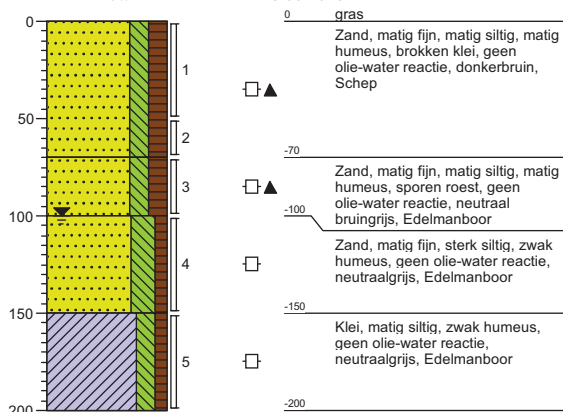 0
50
100
150
200
1
2
3
4
5
0
gras
Zand, matig fijn, matig siltig, matig
humeus, brokken klei, geen
olie-water reactie, donkerbruin,
Schep
-70
Zand, matig fijn, matig siltig, matig
humeus, sporen roest, geen
olie-water reactie, neutraal
bruingrijs, Edelmanboor
-100
Zand, matig fijn, sterk siltig, zwak
humeus, geen olie-water reactie,
neutraalgrijs, Edelmanboor
-150
Klei, matig siltig, zwak humeus,
geen olie-water reactie,
neutraalgrijs, Edelmanboor
-200